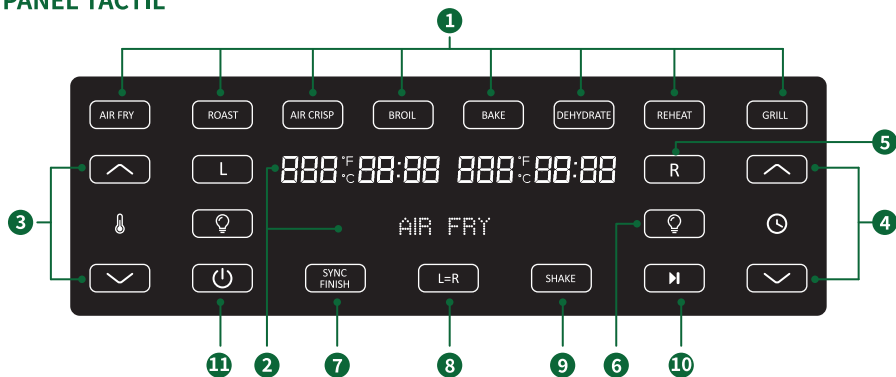 PANEL TÁCTIL
1
AIR FRY ROAST AIR CRISP BROIL BAKE DEHYDRATE REHEAT GRILL
5
L 888°F°C 88:88 888°F°C 88:88 R
3 AIR FRY 4
SYNC FINISH L=R SHAKE
11 2 7 8 9 6 10